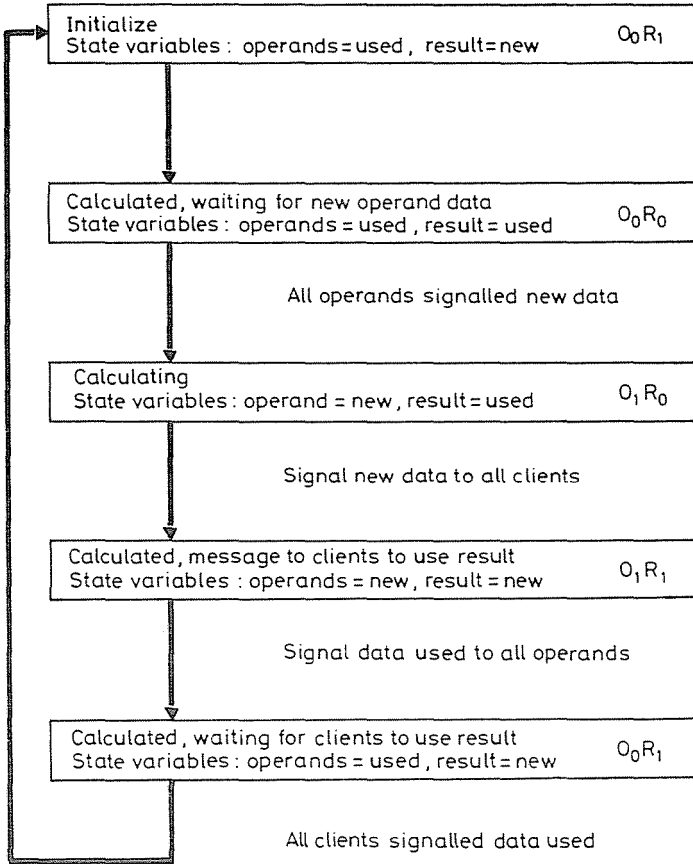 Initialize
State variables : operands = used , result = new O₀R₁
Calculated, waiting for new operand data
State variables : operands = used , result = used O₀R₀
All operands signalled new data
Calculating
State variables : operand = new , result = used O₁R₀
Signal new data to all clients
Calculated, message to clients to use result
State variables : operands = new , result = new O₁R₁
Signal data used to all operands
Calculated, waiting for clients to use result
State variables : operands = used , result = new O₀R₁
All clients signalled data used